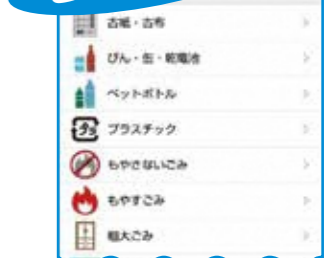 古紙・古布
びん・缶・乾電池
ペットボトル
プラ
プラスチック
もやさないごみ
もやすごみ
粗大ごみ